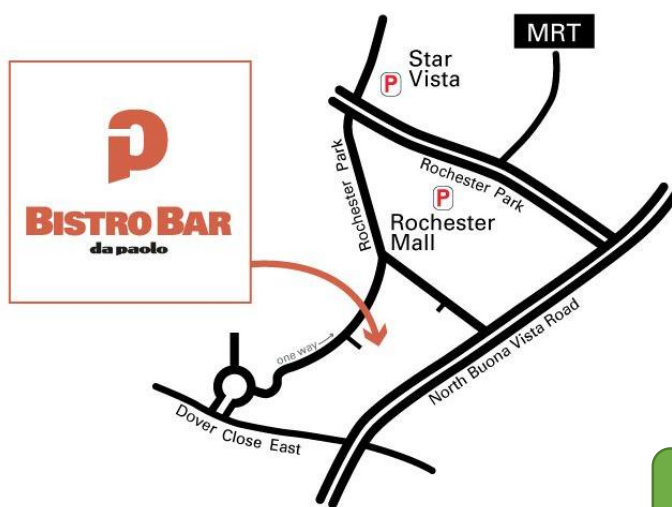 MRT
Star
Vista
P
Rochester Park
Rochester Park
P
Rochester
Mall
P
BISTRO BAR
da paolo
one way
North Buona Vista Road
Dover Close East